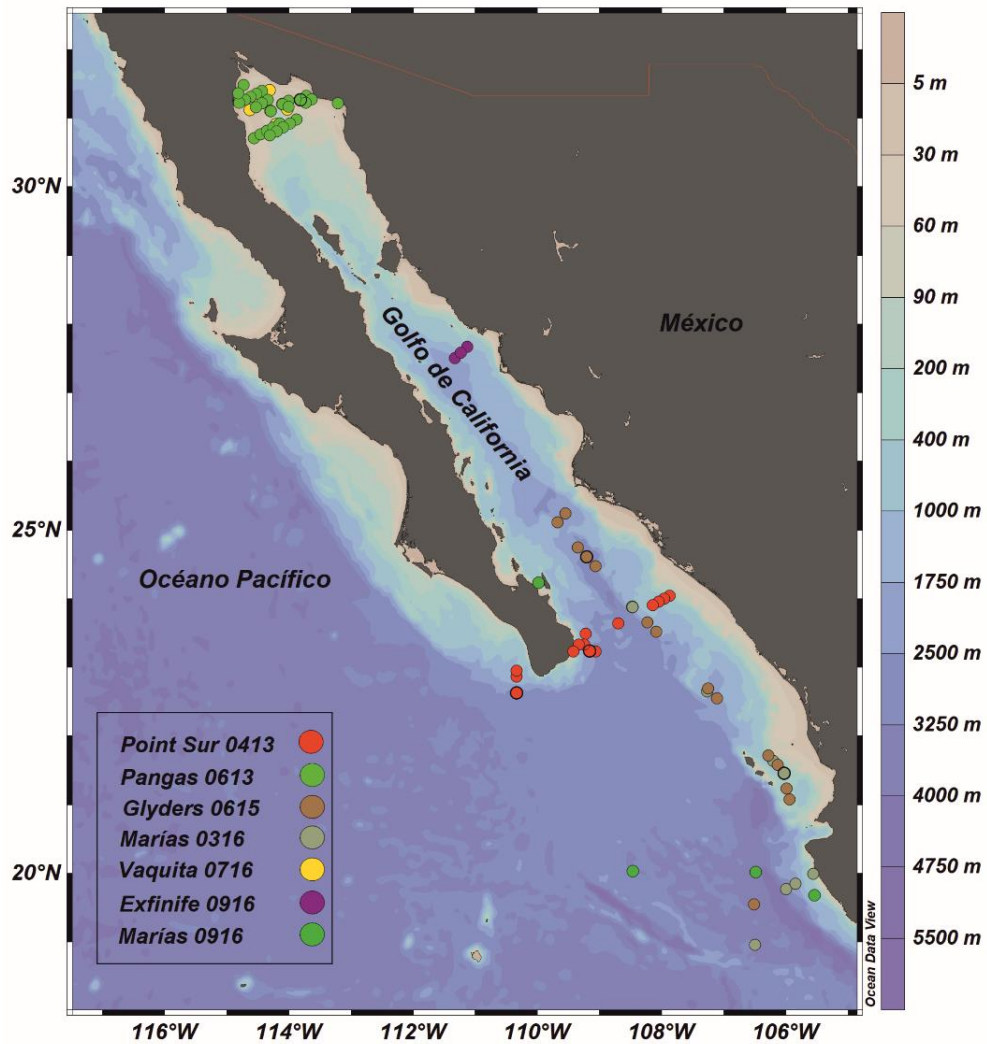 30°N
25°N
20°N
116°W
114°W
112°W
110°W
108°W
106°W
México
Golfo de California
Océano Pacífico
Point Sur 0413
Pangas 0613
Glyders 0615
Marías 0316
Vaquita 0716
Exfinife 0916
Marías 0916
Ocean Data View
5 m
30 m
60 m
90 m
200 m
400 m
1000 m
1750 m
2500 m
3250 m
4000 m
4750 m
5500 m